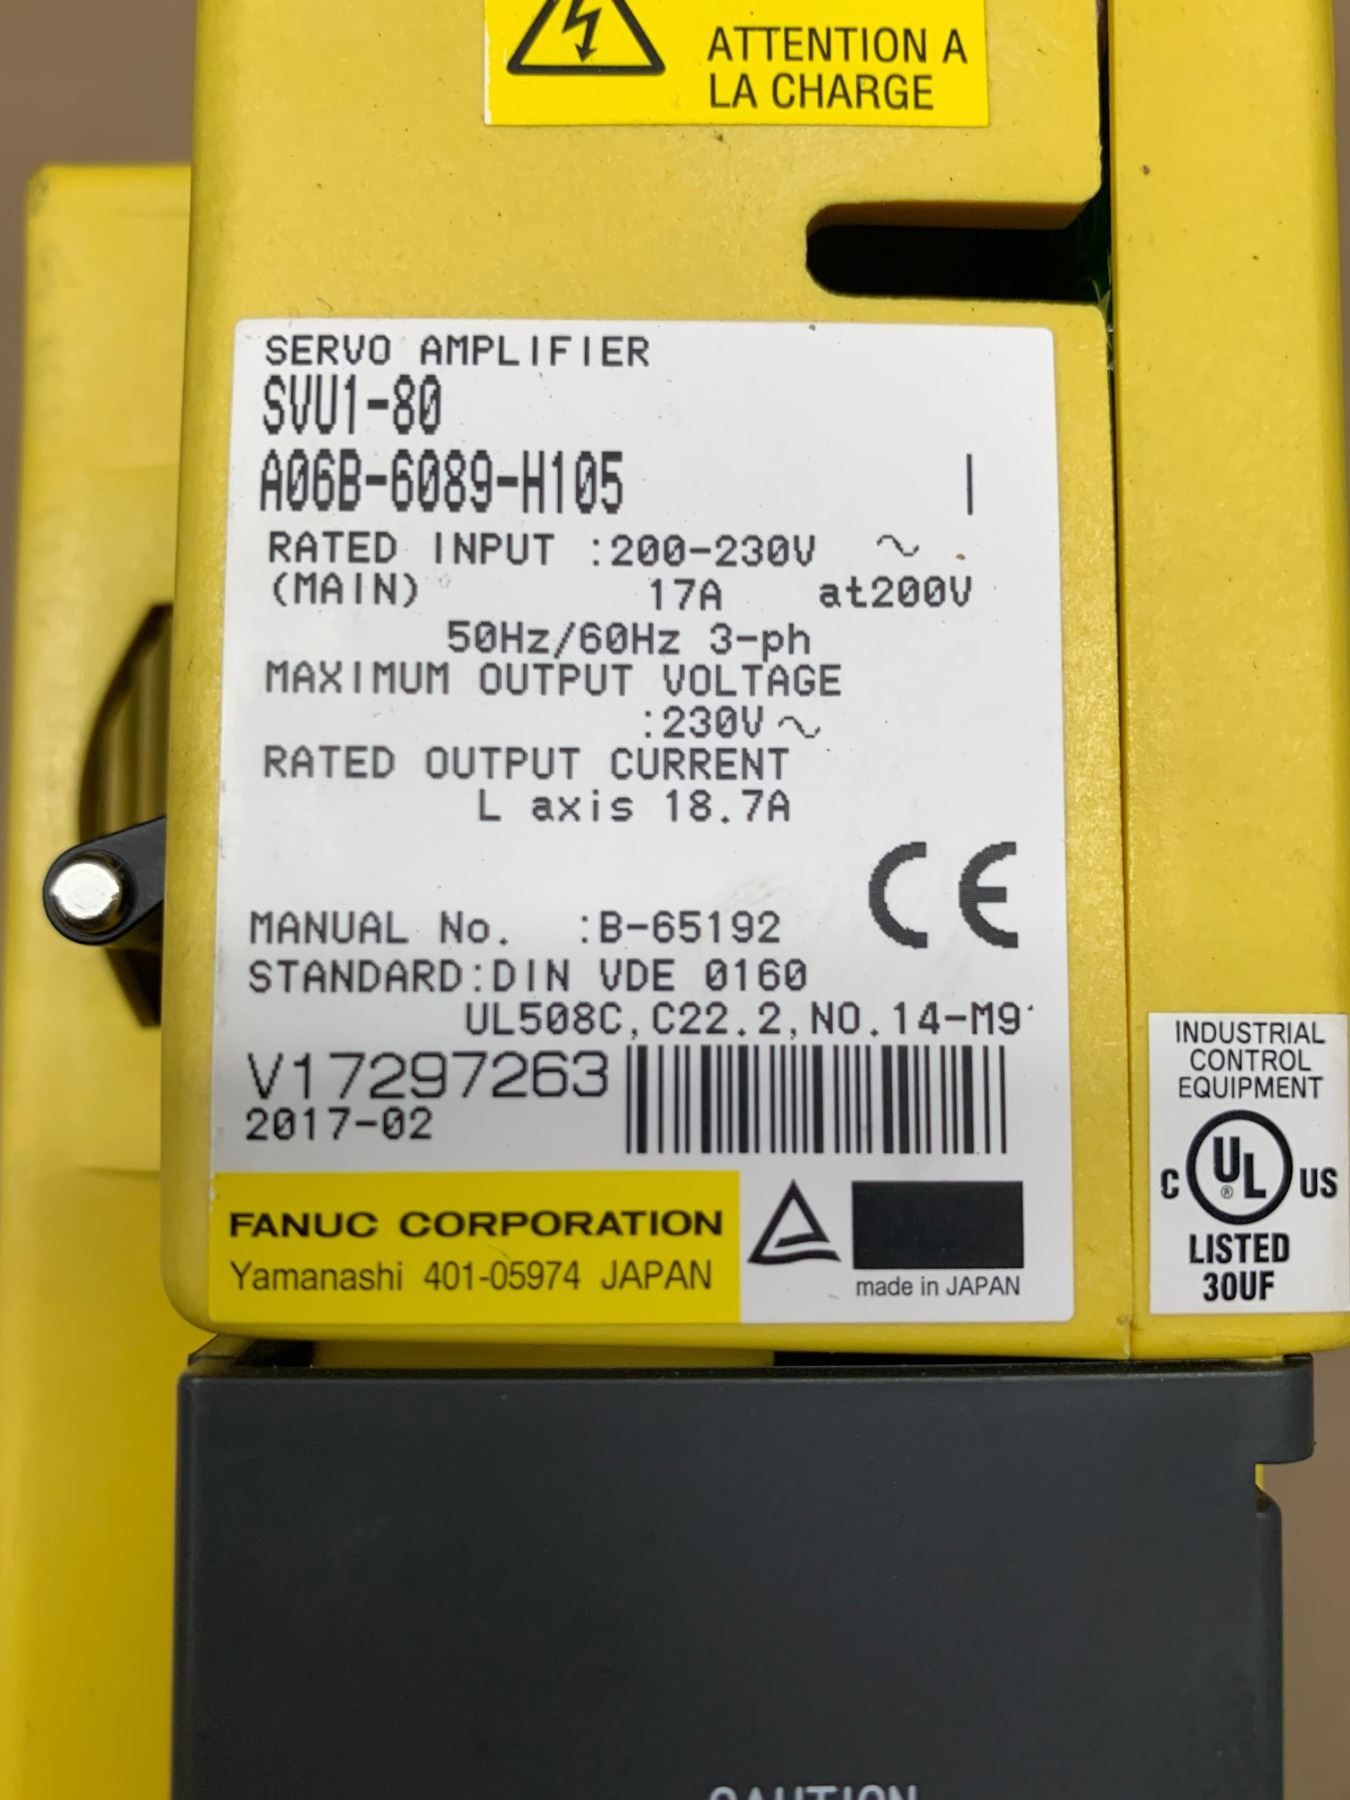 ATTENTION A
LA CHARGE
SERVO AMPLIFIER
SVU1-80
A06B-6089-H105 |
RATED INPUT :200-230V ~
(MAIN) 17A at200V
50Hz/60Hz 3-ph
MAXIMUM OUTPUT VOLTAGE
:230V~
RATED OUTPUT CURRENT
L axis 18.7A
CE
MANUAL No. :B-65192
STANDARD:DIN VDE 0160
UL508C,C22.2,NO.14-M9
V17297263
2017-02
FANUC CORPORATION
Yamanashi 401-05974 JAPAN
made in JAPAN
INDUSTRIAL
CONTROL
EQUIPMENT
C UL® US
LISTED
30UF
CAUTION